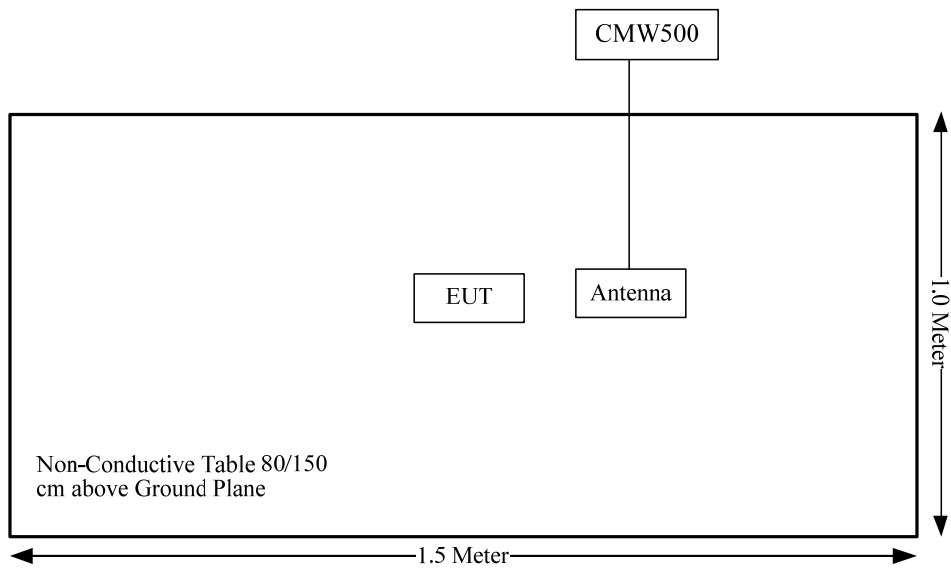 CMW500
EUT
Antenna
1.0 Meter
Non-Conductive Table 80/150
cm above Ground Plane
1.5 Meter